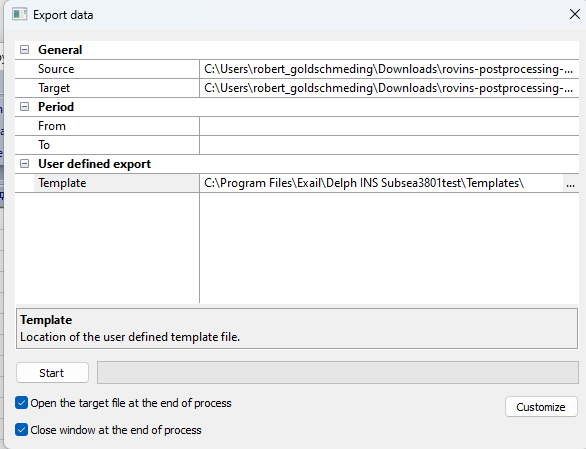 Export data
General
Source C:\Users\robert_goldschmeding\Downloads\rovins-postprocessing-...
Target C:\Users\robert_goldschmeding\Downloads\rovins-postprocessing-...
Period
From
To
User defined export
Template C:\Program Files\Exail\Delph INS Subsea3801test\Templates\ ...
Template
Location of the user defined template file.
Start
Open the target file at the end of process
Customize
Close window at the end of process